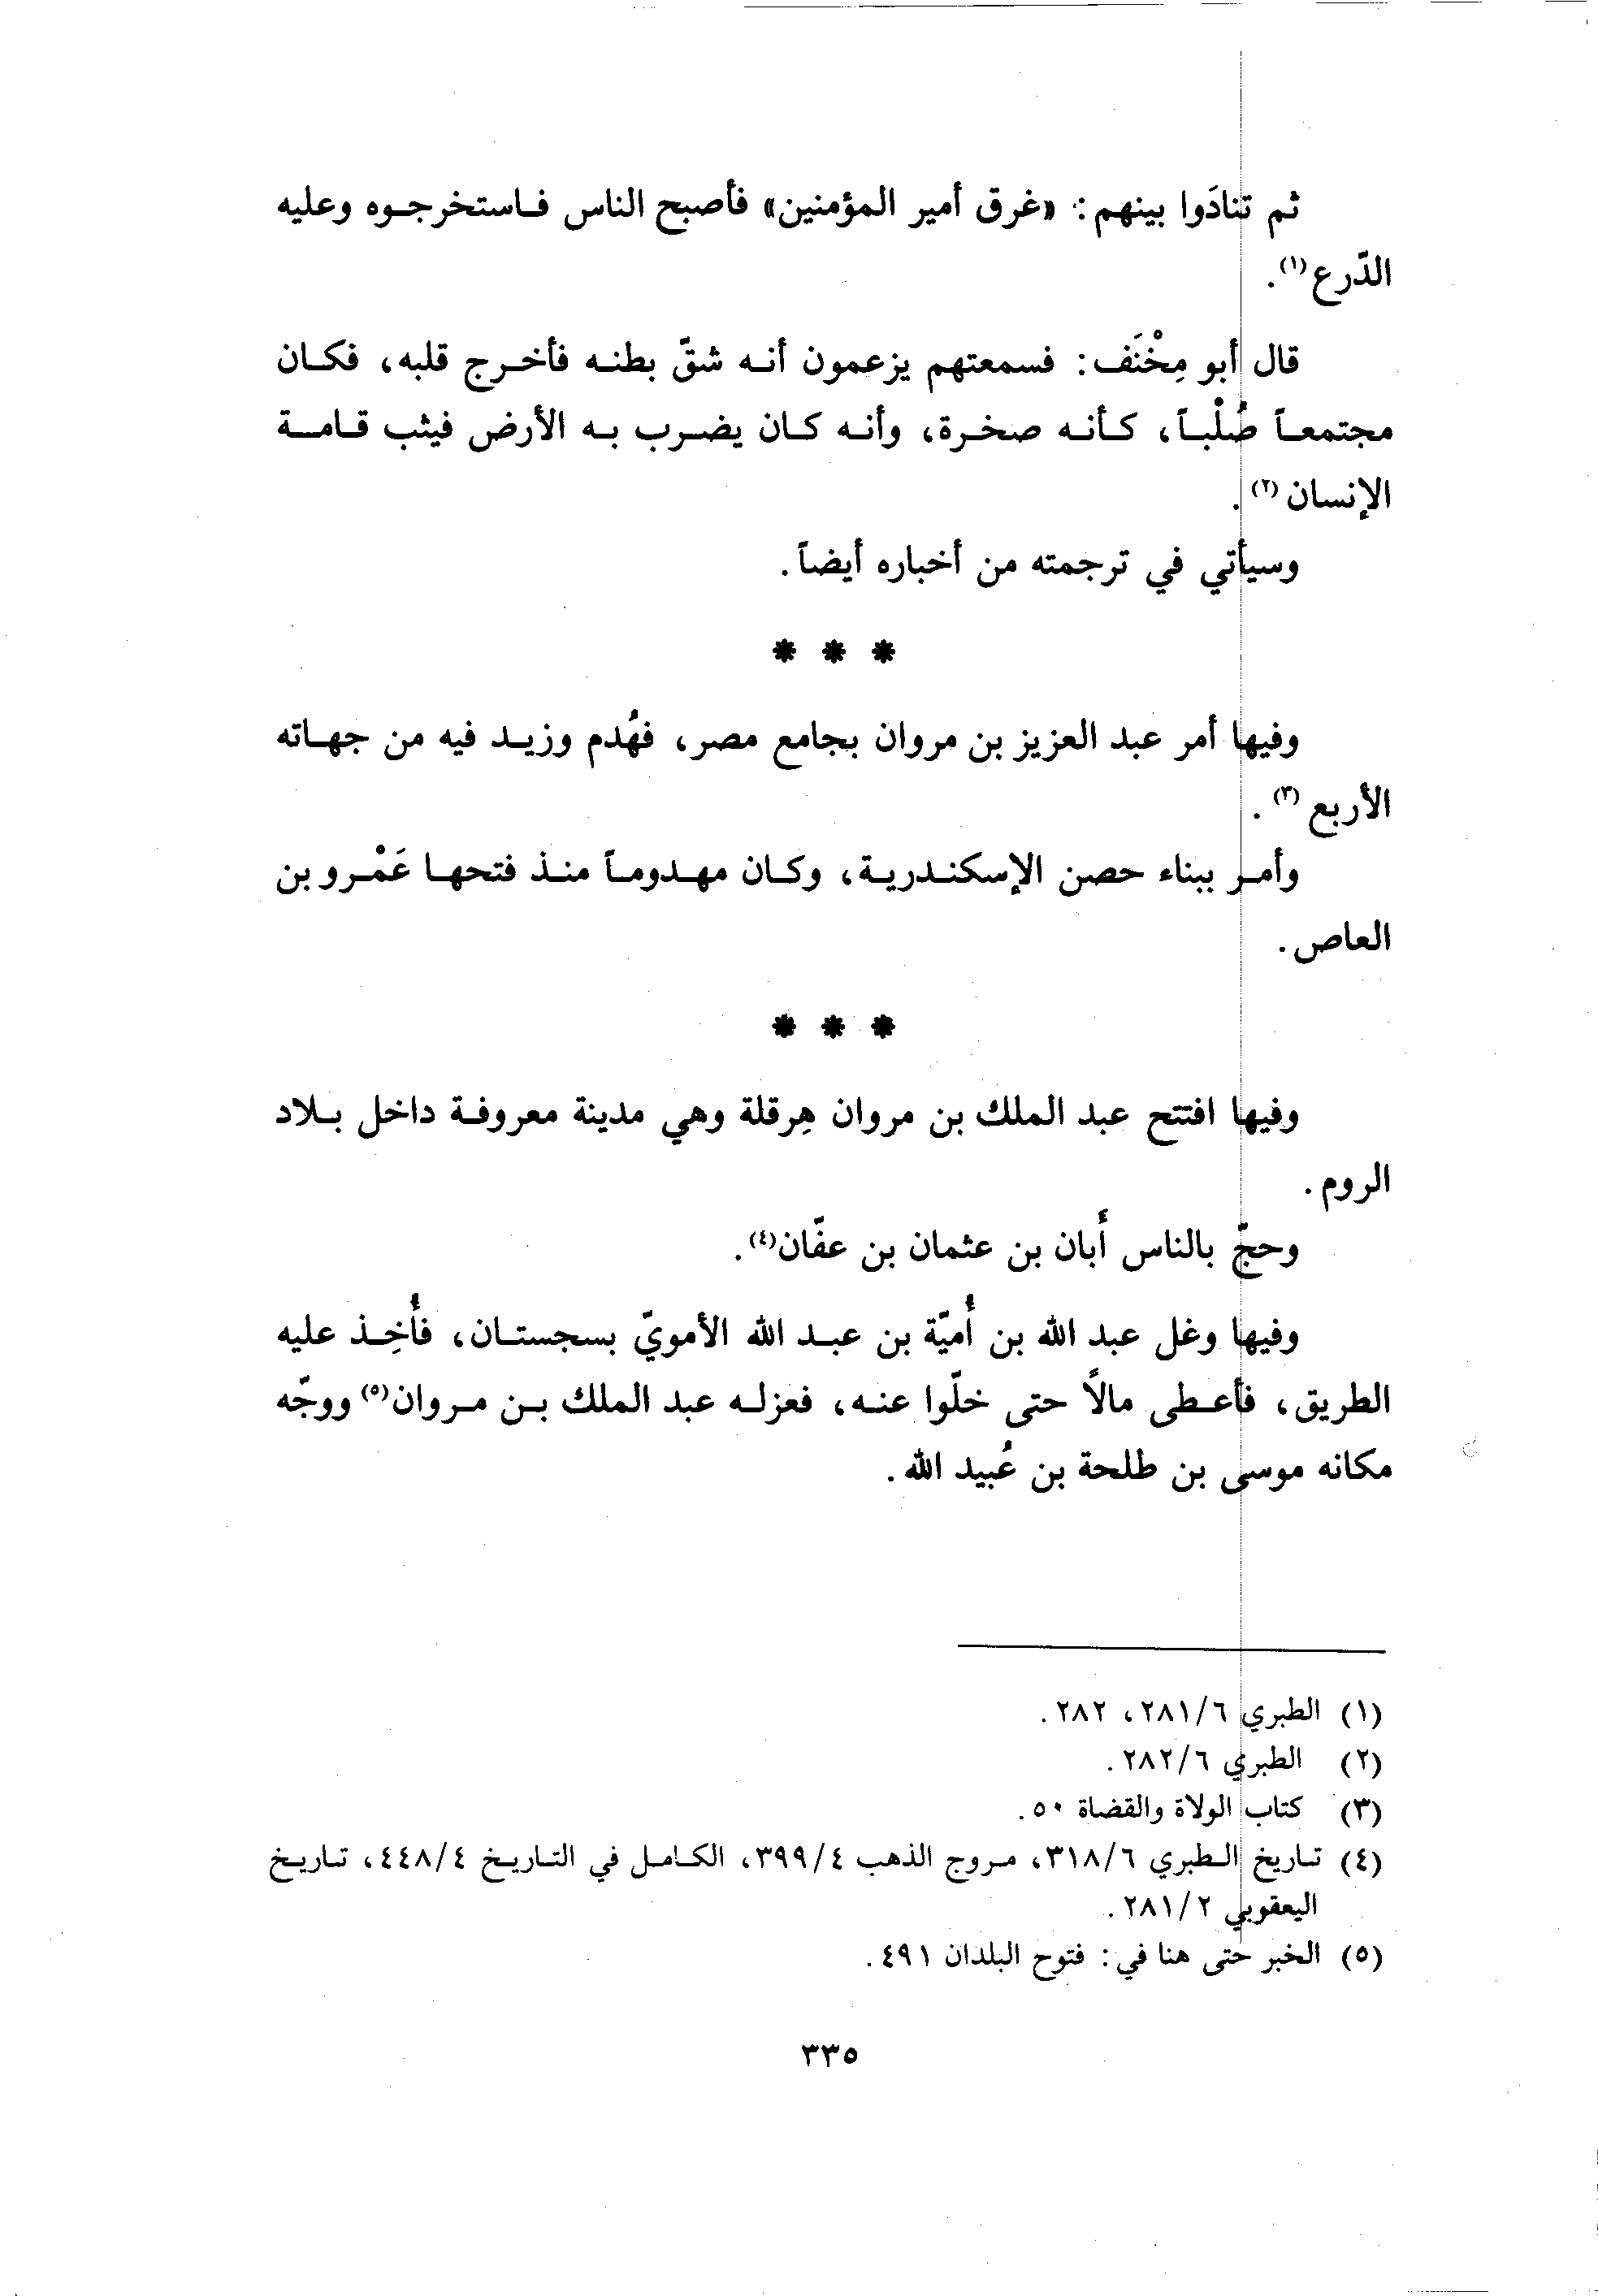 ثم تنادَوا بينهم: «غرق أمير المؤمنين» فأصبح الناس فاستخرجوه وعليه
الدّرع(١).
قال أبو مِخْنَف: فسمعتهم يزعمون أنه شقّ بطنه فأخرج قلبه، فكان
مجتمعاً صُلْباً، كأنه صخرة، وأنه كان يضرب به الأرض فيثب قامة
الإنسان(٢).
وسيأتي في ترجمته من أخباره أيضاً.
* * *
وفيها أمر عبد العزيز بن مروان بجامع مصر، فهُدم وزيد فيه من جهاته
الأربع(٣).
وأمر ببناء حصن الإسكندرية، وكان مهدوماً منذ فتحها عَمْرو بن
العاص.
* * *
وفيها افتتح عبد الملك بن مروان هِرقلة وهي مدينة معروفة داخل بلاد
الروم.
وحجّ بالناس أَبان بن عثمان بن عفّان(٤).
وفيها وغل عبد الله بن أُميّة بن عبد الله الأمويّ بسجستان، فأُخِذ عليه
الطريق، فأعطى مالاً حتى خلّوا عنه، فعزله عبد الملك بن مروان(٥) ووجّه
مكانه موسى بن طلحة بن عُبيد الله.
(١) الطبري ٢٨١/٦، ٢٨٢.
(٢) الطبري ٢٨٢/٦.
(٣) كتاب الولاة والقضاة ٥٠.
(٤) تاريخ الطبري ٣١٨/٦، مروج الذهب ٣٩٩/٤، الكامل في التاريخ ٤٤٨/٤، تاريخ
اليعقوبي ٢٨١/٢.
(٥) الخبر حتى هنا في: فتوح البلدان ٤٩١.
٣٣٥